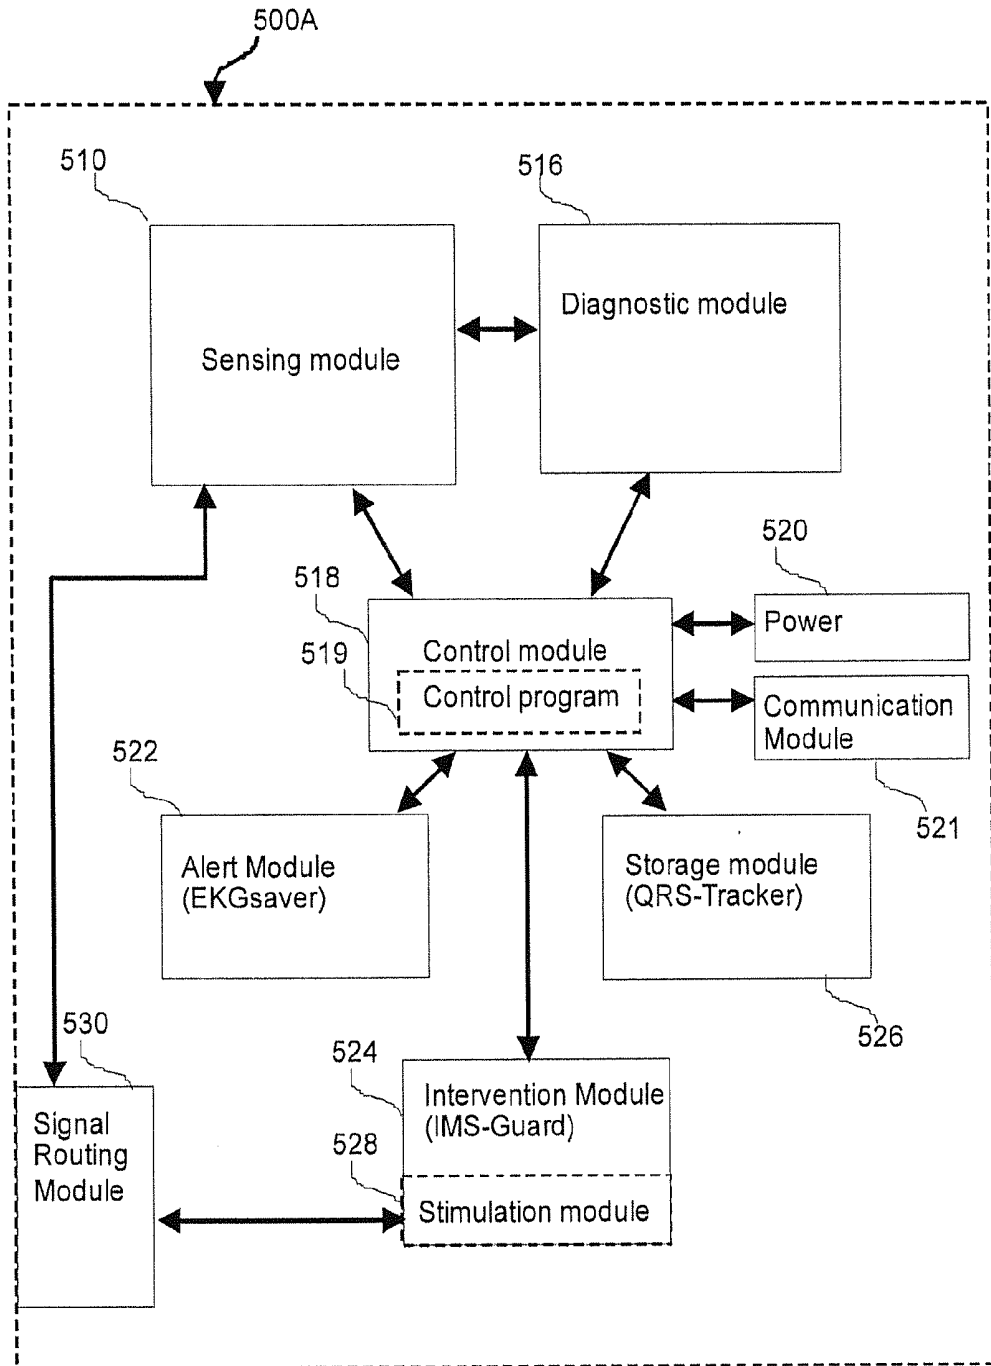 500A
510
516
Sensing module
Diagnostic module
518
519
Control module
Control program
520
Power
Communication
Module
521
522
Alert Module
(EKGsaver)
Storage module
(QRS-Tracker)
526
530
Signal
Routing
Module
524
Intervention Module
(IMS-Guard)
528
Stimulation module